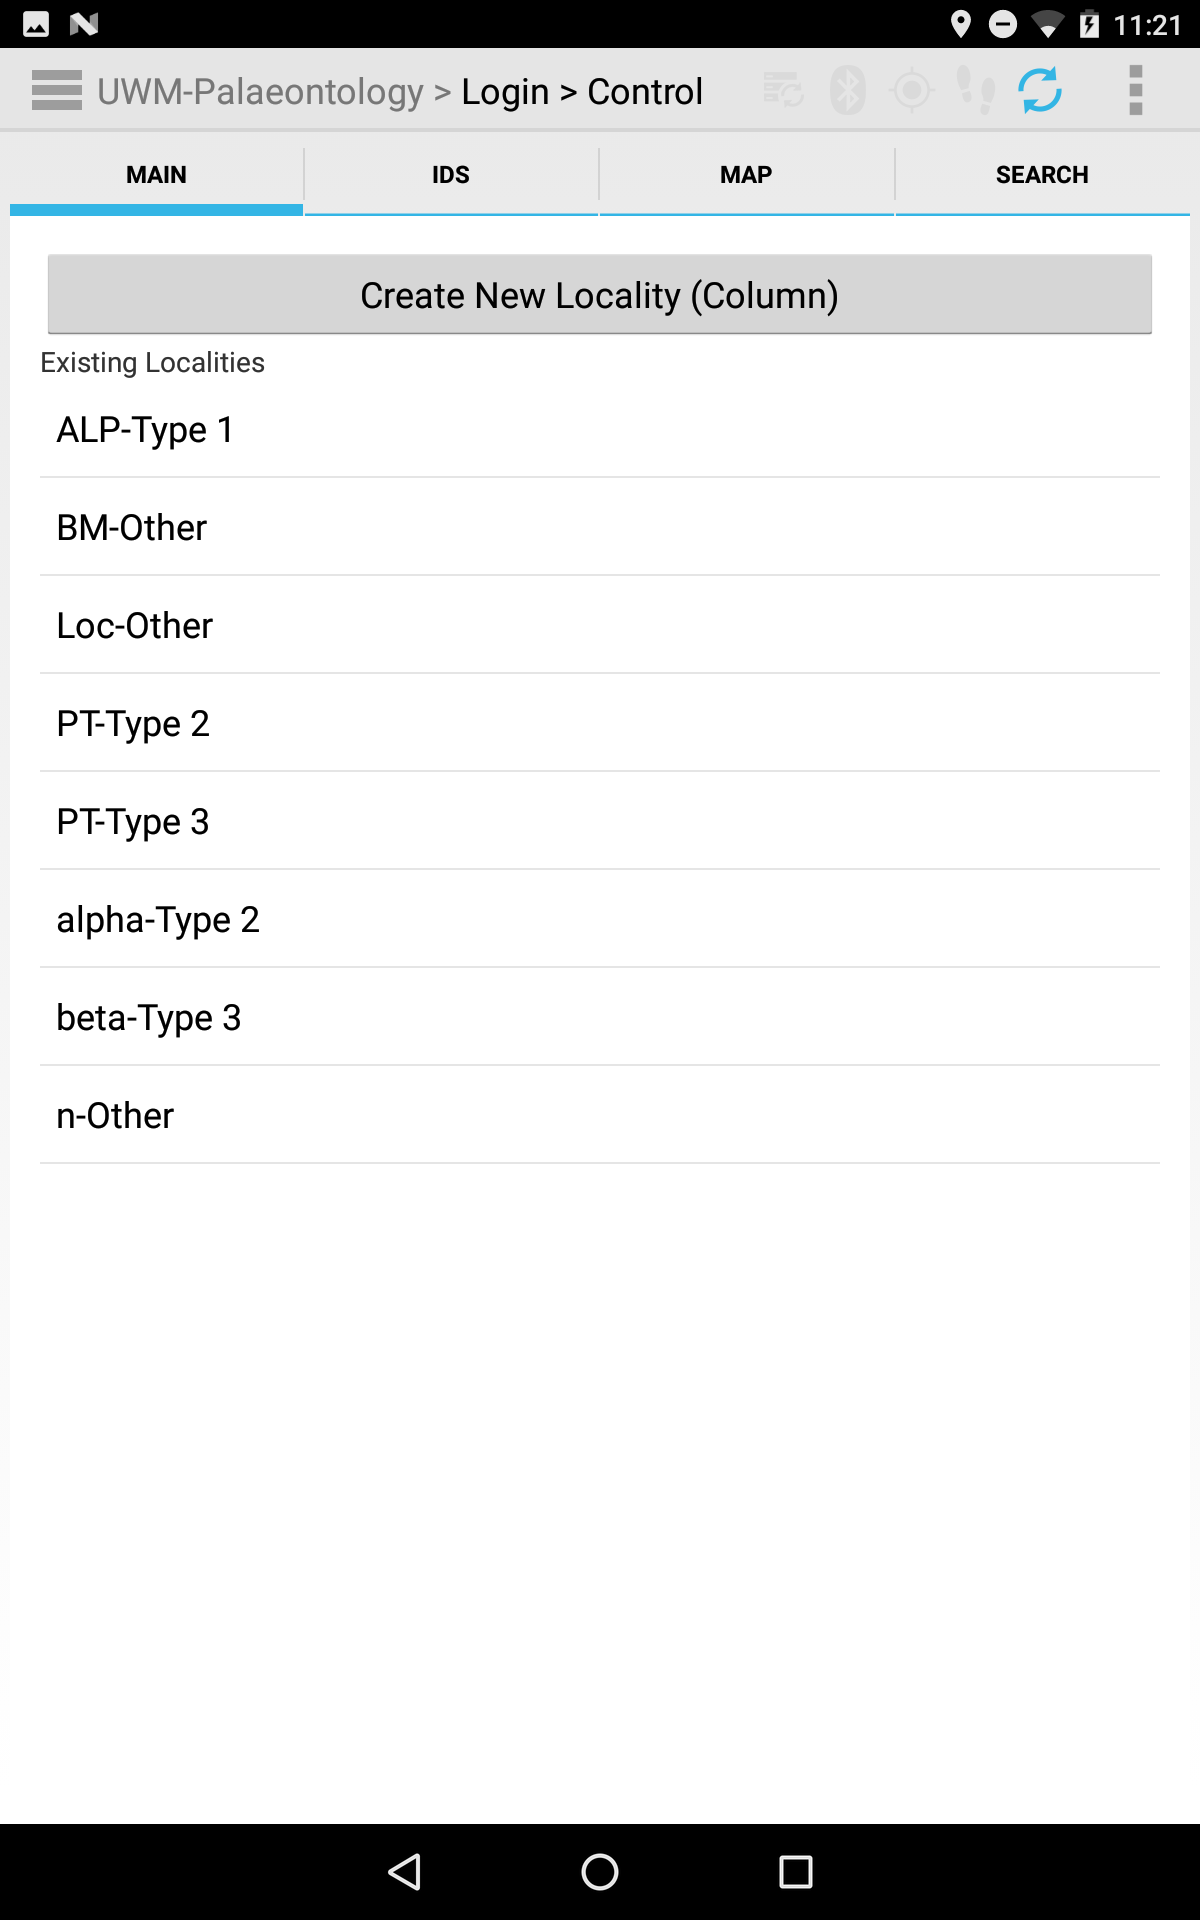 11:21
UWM-Palaeontology > Login > Control
MAIN
IDS
MAP
SEARCH
Create New Locality (Column)
Existing Localities
ALP-Type 1
BM-Other
Loc-Other
PT-Type 2
PT-Type 3
alpha-Type 2
beta-Type 3
n-Other